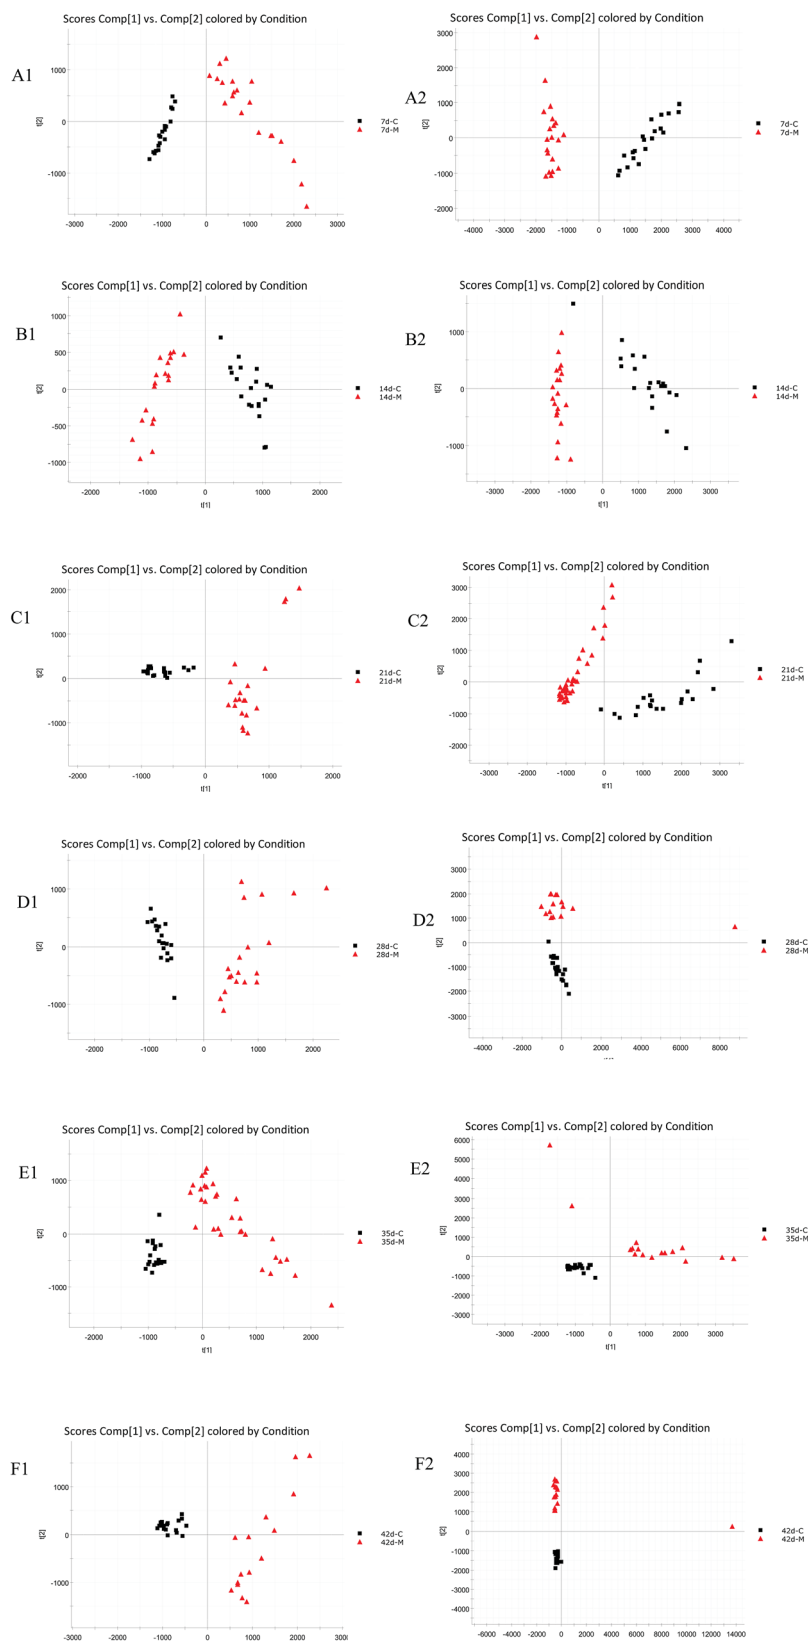 Scores Comp[1] vs. Comp[2] colored by Condition
A1
t[2]
1000
0
-1000
-3000 -2000 -1000 0 1000 2000 3000
7d-C
7d-M
Scores Comp[1] vs. Comp[2] colored by Condition
A2
t[2]
3000
2000
1000
0
-1000
-2000
-4000 -3000 -2000 -1000 0 1000 2000 3000 4000
7d-C
7d-M
Scores Comp[1] vs. Comp[2] colored by Condition
B1
t[2]
1000
500
0
-500
-1000
-2000 -1000 0 1000 2000
t[1]
14d-C
14d-M
Scores Comp[1] vs. Comp[2] colored by Condition
B2
t[2]
1000
0
-1000
-3000 -2000 -1000 0 1000 2000 3000
t[1]
14d-C
14d-M
Scores Comp[1] vs. Comp[2] colored by Condition
C1
t[2]
2000
1000
0
-1000
-2000 -1000 0 1000 2000
t[1]
21d-C
21d-M
Scores Comp[1] vs. Comp[2] colored by Condition
C2
t[2]
3000
2000
1000
0
-1000
-2000
-3000 -2000 -1000 0 1000 2000 3000
t[1]
21d-C
21d-M
Scores Comp[1] vs. Comp[2] colored by Condition
D1
t[2]
1000
0
-1000
-2000 -1000 0 1000 2000
28d-C
28d-M
Scores Comp[1] vs. Comp[2] colored by Condition
D2
t[2]
3000
2000
1000
0
-1000
-2000
-3000
-4000 -2000 0 2000 4000 6000 8000
28d-C
28d-M
Scores Comp[1] vs. Comp[2] colored by Condition
E1
t[2]
1000
0
-1000
-2000 -1000 0 1000 2000
t[1]
35d-C
35d-M
Scores Comp[1] vs. Comp[2] colored by Condition
E2
t[2]
6000
5000
4000
3000
2000
1000
0
-1000
-2000
-3000
-3000 -2000 -1000 0 1000 2000 3000
t[1]
35d-C
35d-M
Scores Comp[1] vs. Comp[2] colored by Condition
F1
t[2]
1000
0
-1000
-3000 -2000 -1000 0 1000 2000 300
42d-C
42d-M
Scores Comp[1] vs. Comp[2] colored by Condition
F2
t[2]
4000
3000
2000
1000
0
-1000
-2000
-3000
-4000
-6000 -4000 -2000 0 2000 4000 6000 8000 10000 12000 14000
42d-C
42d-M